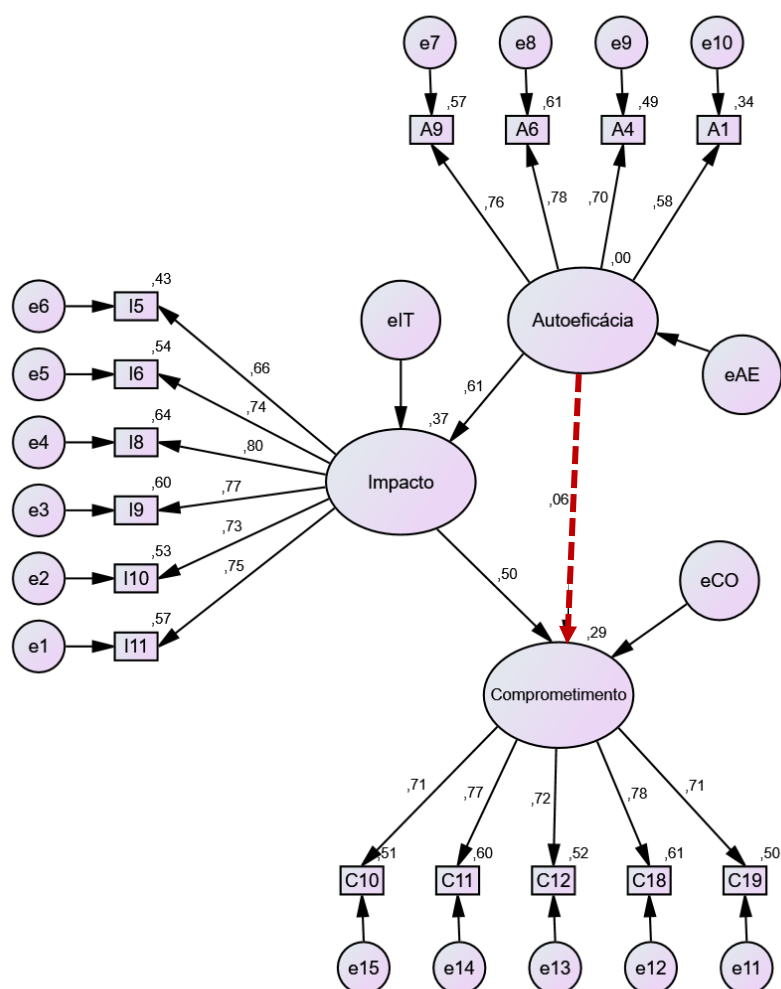 e7 e8 e9 e10
,57 ,61 ,49 ,34
A9 A6 A4 A1
,76 ,78 ,70 ,58
,00
Autoeficácia
eAE
eIT
,61
,37
Impacto
,43
e6 I5
,66
,54
e5 I6
,74
,64
e4 I8
,80
,60
e3 I9
,77
,53
e2 I10
,73
,57
e1 I11
,75
,06
,50
eCO
,29
Comprometimento
,71 ,77 ,72 ,78 ,71
,51 ,60 ,52 ,61 ,50
C10 C11 C12 C18 C19
e15 e14 e13 e12 e11